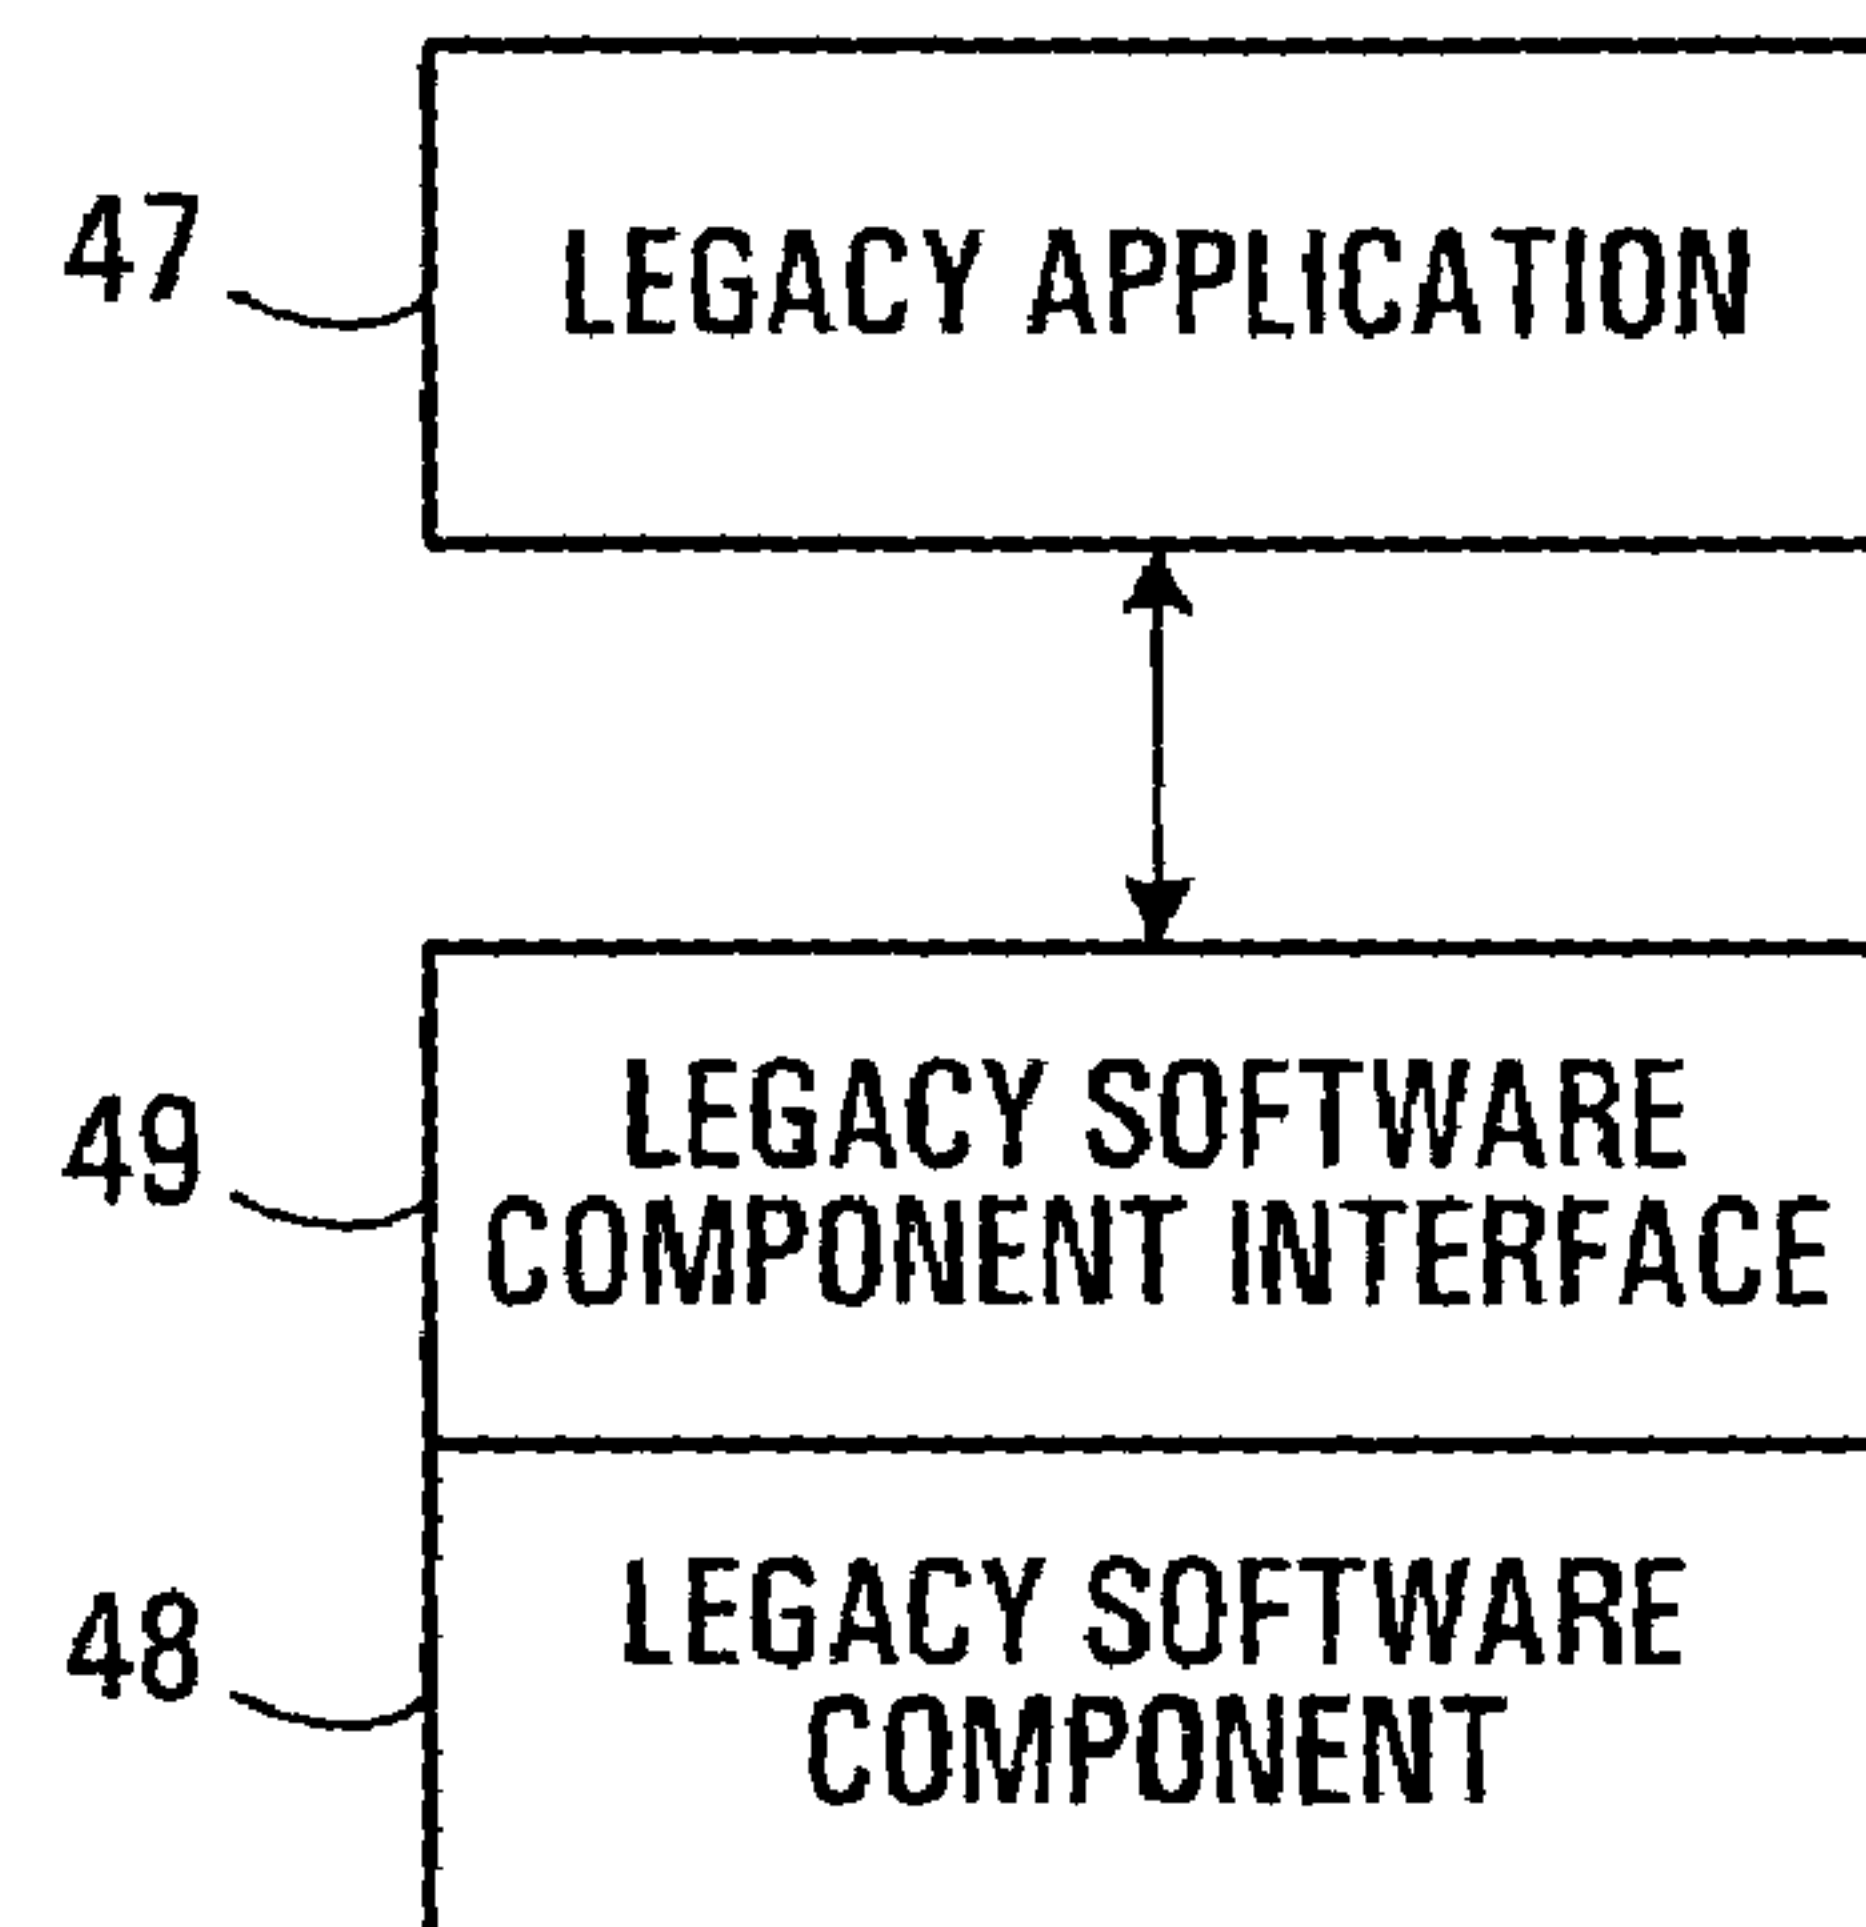 47
LEGACY APPLICATION
49
LEGACY SOFTWARE
COMPONENT INTERFACE
48
LEGACY SOFTWARE
COMPONENT